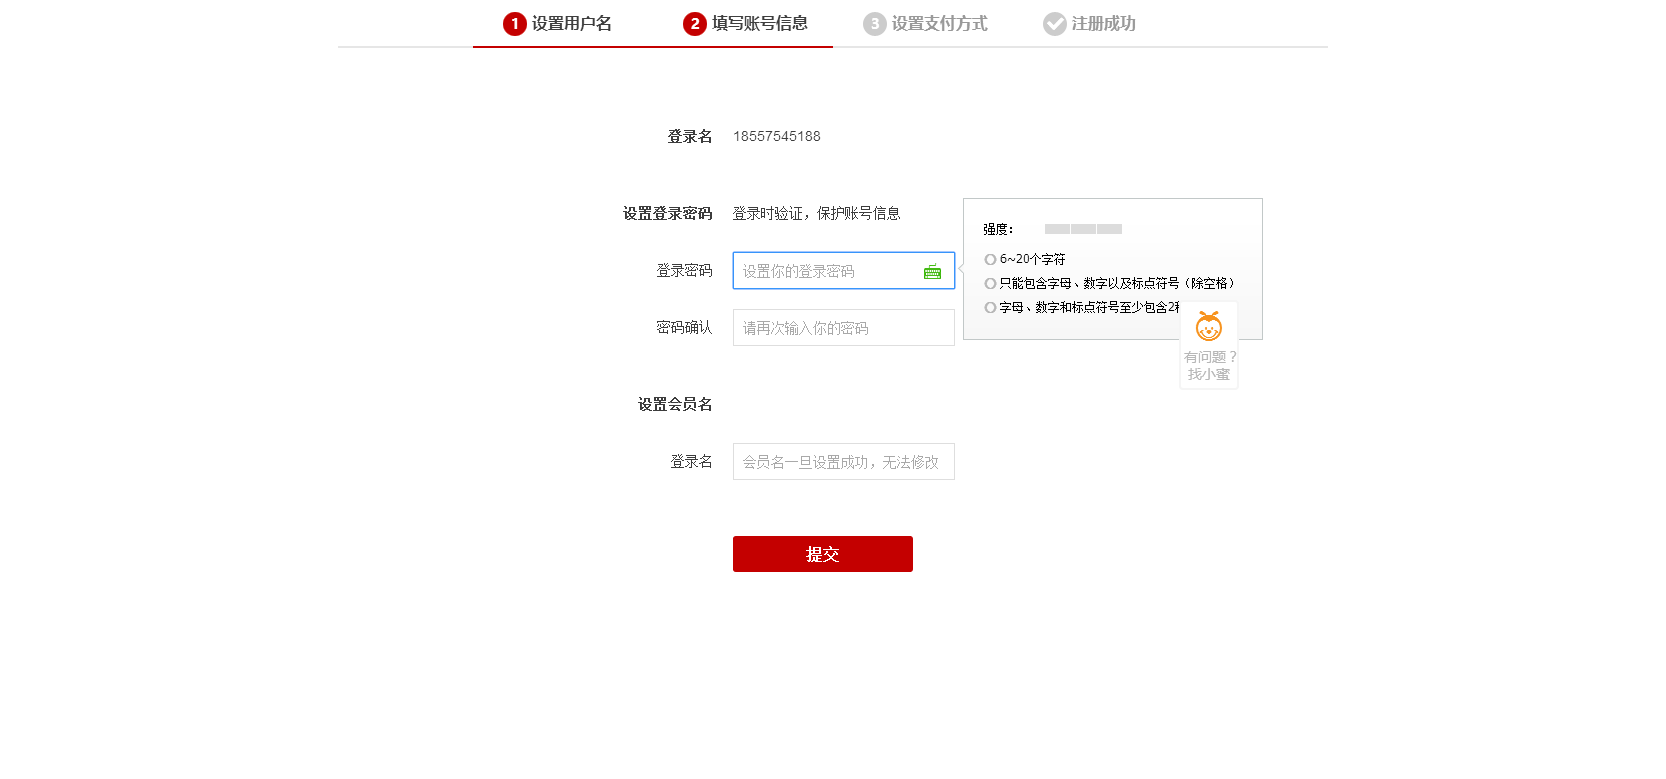 1 设置用户名 2 填写账号信息 3 设置支付方式 注册成功
登录名 18557545188
设置登录密码 登录时验证，保护账号信息
强度：
登录密码 设置你的登录密码
6~20个字符
只能包含字母、数字以及标点符号（除空格）
字母、数字和标点符号至少包含2
密码确认 请再次输入你的密码
有问题？
找小蜜
设置会员名
登录名 会员名一旦设置成功，无法修改
提交